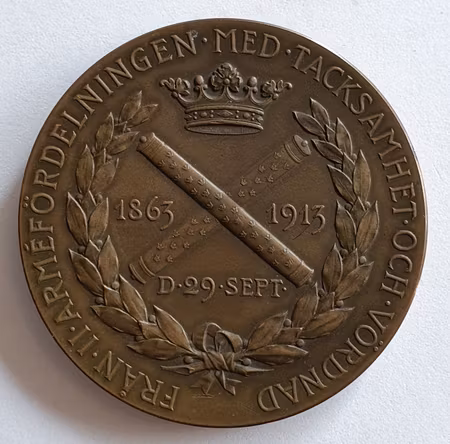 FRÅN·II·ARMÉFÖRDELNINGEN·MED·TACKSAMHET·OCH·VÖRDNAD
1863 1913
D·29·SEPT·